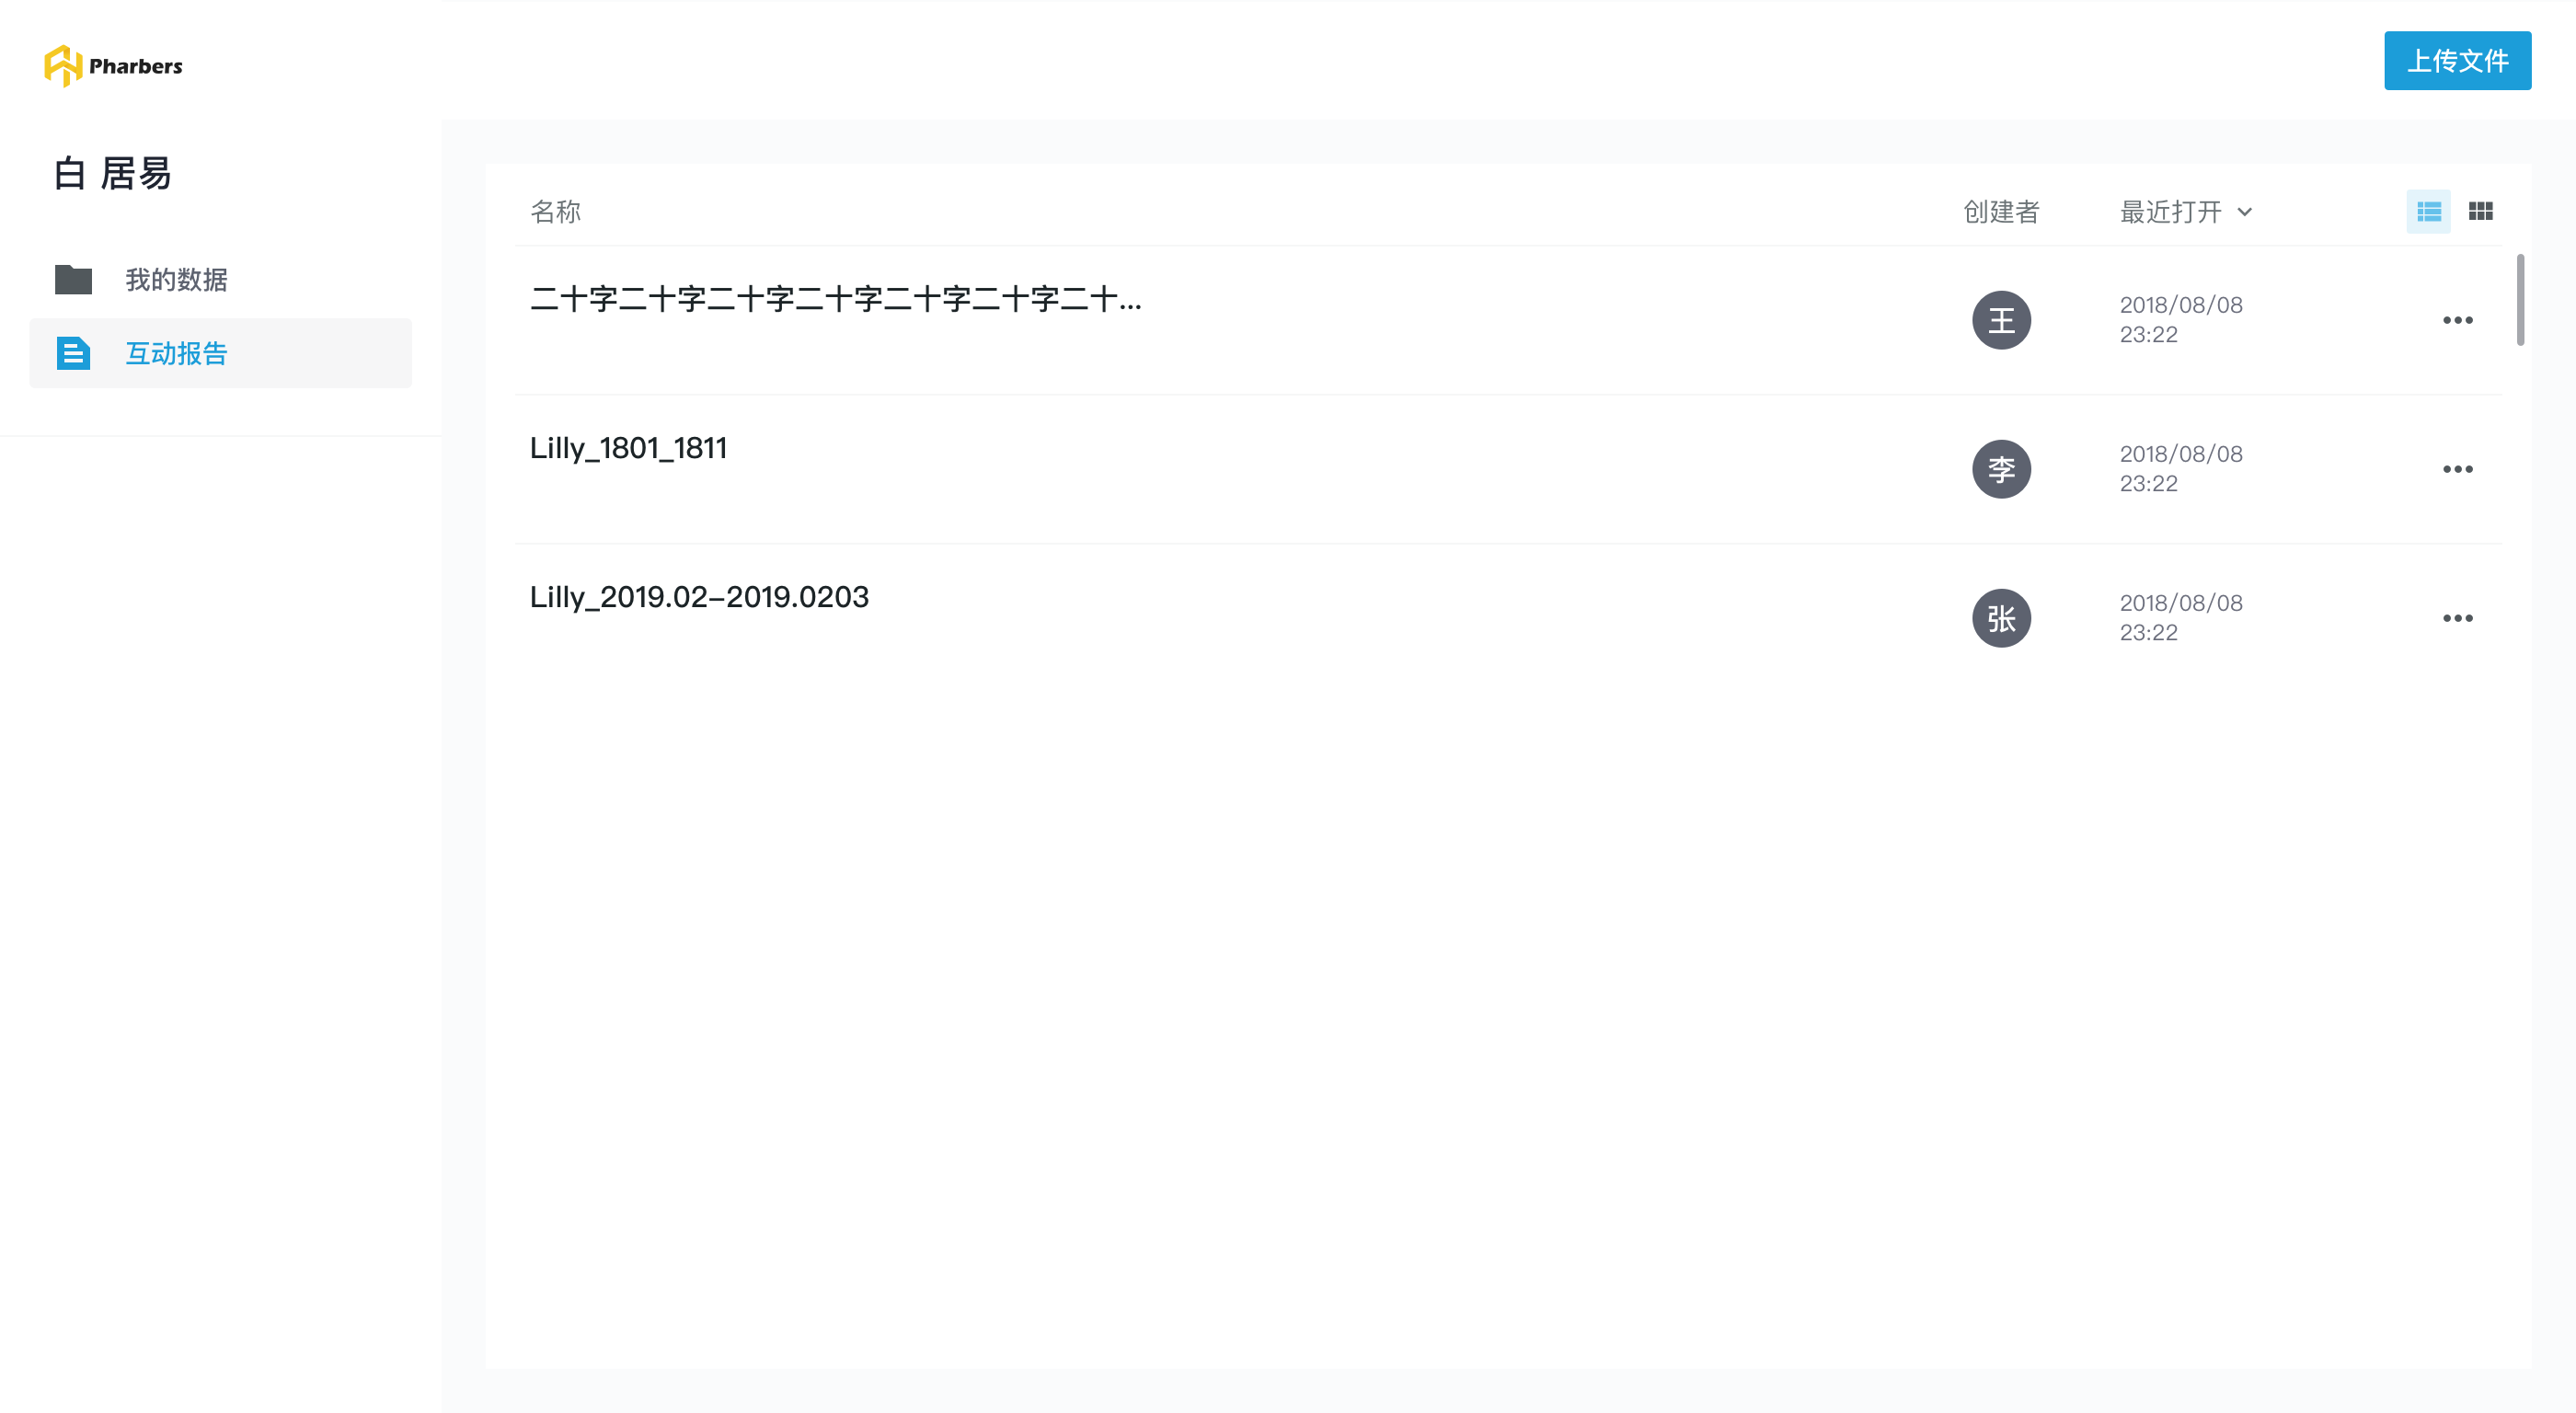 Pharbers
上传文件
白 居易
我的数据
互动报告
名称 创建者 最近打开
二十字二十字二十字二十字二十字二十字二十...
王
2018/08/08
23:22
Lilly_1801_1811
李
2018/08/08
23:22
Lilly_2019.02–2019.0203
张
2018/08/08
23:22